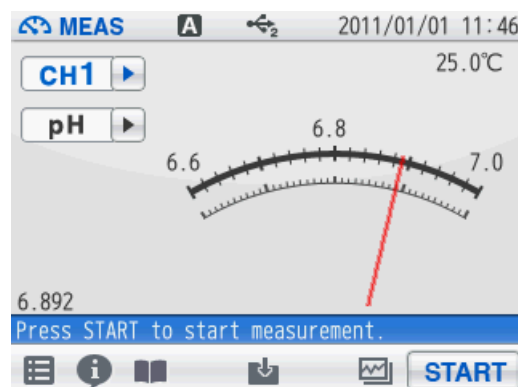 MEAS A 2 2011/01/01 11:46
CH1 25.0℃
pH
6.6 6.8 7.0
6.892
Press START to start measurement.
START